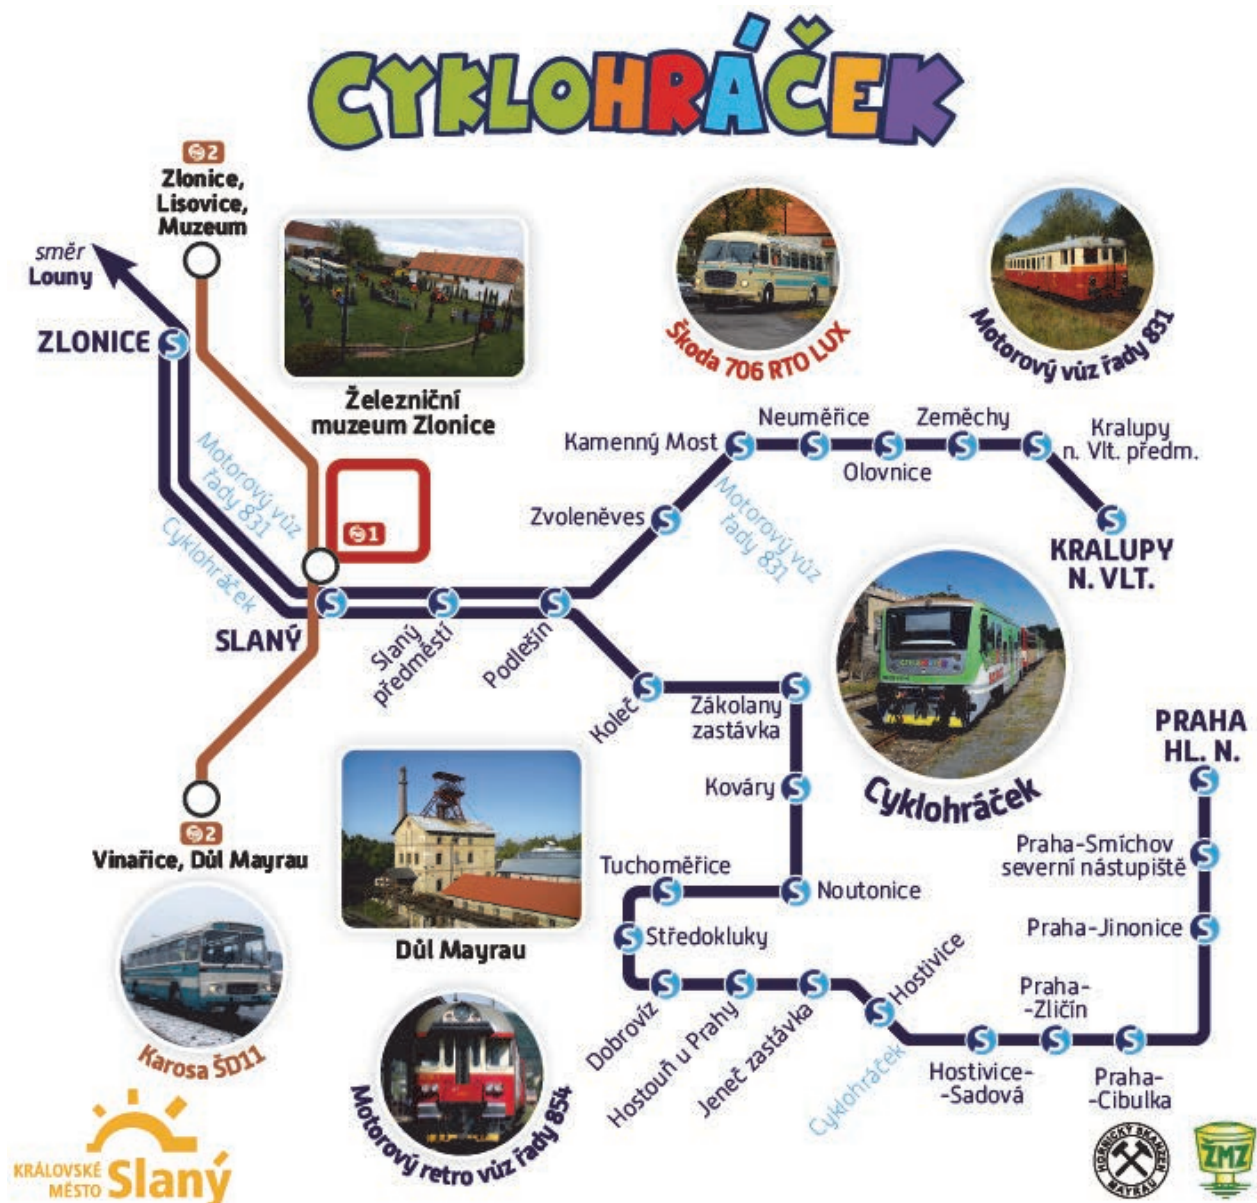 CYKLOHRÁČEK
2
Zlonice,
Lisovice,
Muzeum
směr
Louny
ZLONICE
Železniční
muzeum Zlonice
Škoda 706 RTO LUX
Motorový vůz řady 831
Motorový vůz
řady 831
Cyklohráček
1
Kamenný Most
Neuměřice
Olovnice
Zeměchy
Kralupy
n. Vlt. předm.
Zvoleněves
Motorový vůz
řady 831
KRALUPY
N. VLT.
SLANÝ
Slaný
předměstí
Podlešín
Koleč
Zákolany
zastávka
Kováry
Cyklohráček
PRAHA
HL. N.
2
Vinařice, Důl Mayrau
Důl Mayrau
Tuchoměřice
Noutonice
Středokluky
Praha-Smíchov
severní nástupiště
Praha-Jinonice
Dobrovíz
Hostouň u Prahy
Jeneč zastávka
Hostivice
Cyklohráček
Hostivice-
-Sadová
Praha-
-Zličín
Praha-
-Cibulka
Karosa ŠD11
Motorový retro vůz řady 854
KRÁLOVSKÉ
MĚSTO Slaný
HORNICKÝ SKANZEN
MAYRAU
ZMZ